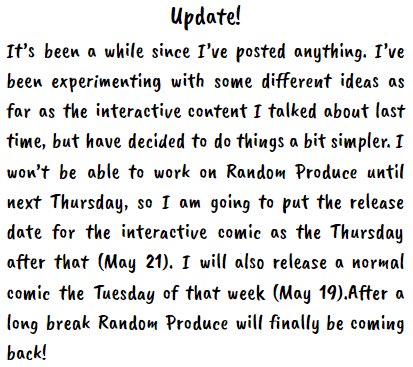 Update!
It's been a while since I've posted anything. I've
been experimenting with some different ideas as
far as the interactive content I talked about last
time, but have decided to do things a bit simpler. I
won't be able to work on Random Produce until
next Thursday, so I am going to put the release
date for the interactive comic as the Thursday
after that (May 21). I will also release a normal
comic the Tuesday of that week (May 19).After a
long break Random Produce will finally be coming
back!